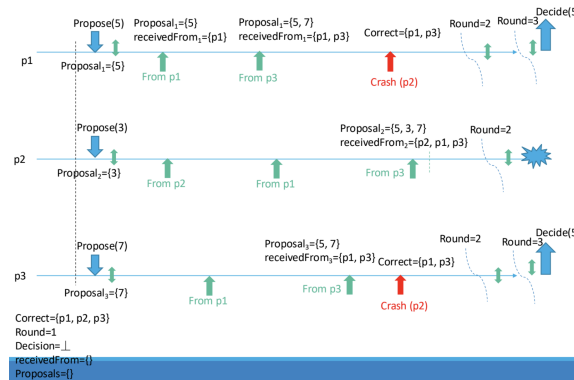 Propose(5)
Proposal₁={5}
receivedFrom₁={p1}
Proposal₁={5, 7}
receivedFrom₁={p1, p3}
Correct={p1, p3}
Round=2
Round=3
Decide(5
p1
Proposal₁={5}
From p1
From p3
Crash (p2)
Propose(3)
Proposal₂={5, 3, 7}
receivedFrom₂={p2, p1, p3}
Round=2
p2
Proposal₂={3}
From p2
From p1
From p3
Propose(7)
Proposal₃={5, 7}
receivedFrom₃={p1, p3}
Correct={p1, p3}
Round=2
Round=3
Decide(5
p3
Proposal₃={7}
From p1
From p3
Crash (p2)
Correct={p1, p2, p3}
Round=1
Decision=⊥
receivedFrom={}
Proposals={}